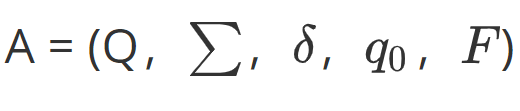 A = (Q, ∑, δ, q₀, F)